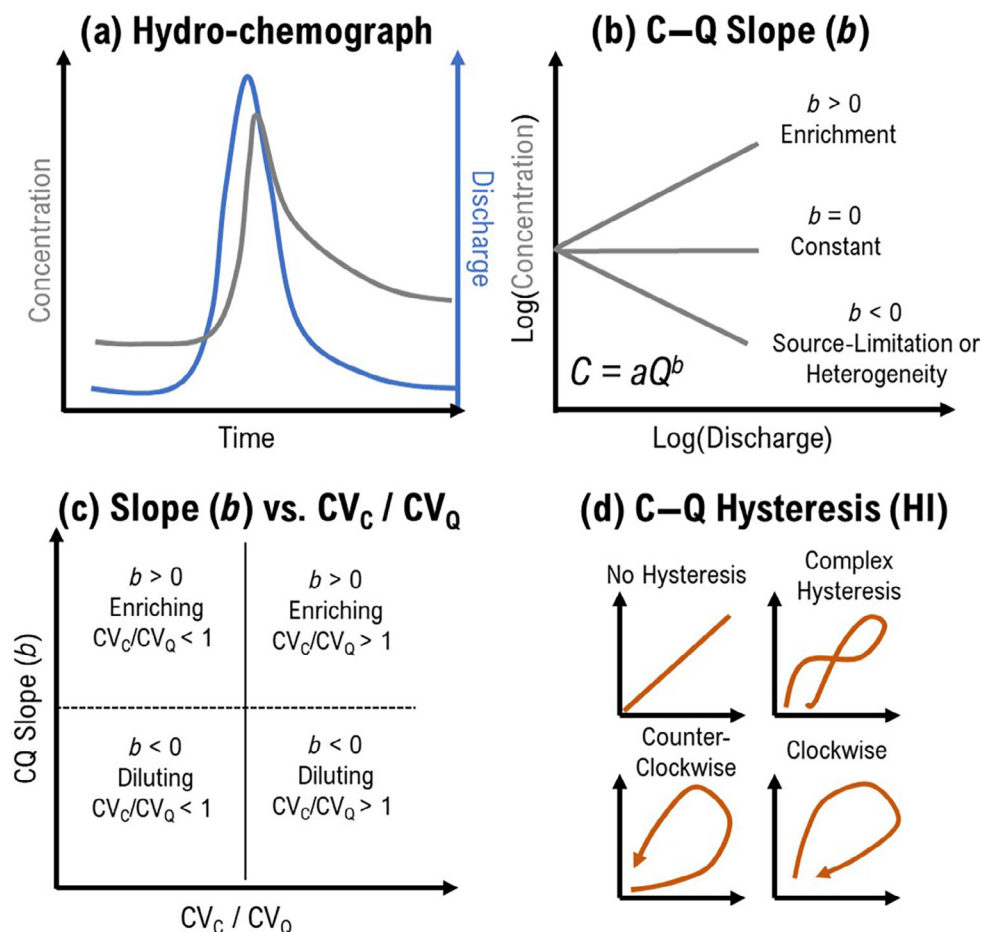 (a) Hydro-chemograph
Concentration
Discharge
Time
(b) C–Q Slope (b)
Log(Concentration)
b > 0
Enrichment
b = 0
Constant
b < 0
Source-Limitation or
Heterogeneity
C = aQ^b
Log(Discharge)
(c) Slope (b) vs. CV_C / CV_Q
CQ Slope (b)
b > 0
Enriching
CV_C/CV_Q < 1
b > 0
Enriching
CV_C/CV_Q > 1
b < 0
Diluting
CV_C/CV_Q < 1
b < 0
Diluting
CV_C/CV_Q > 1
CV_C / CV_Q
(d) C–Q Hysteresis (HI)
No Hysteresis
Complex
Hysteresis
Counter-
Clockwise
Clockwise